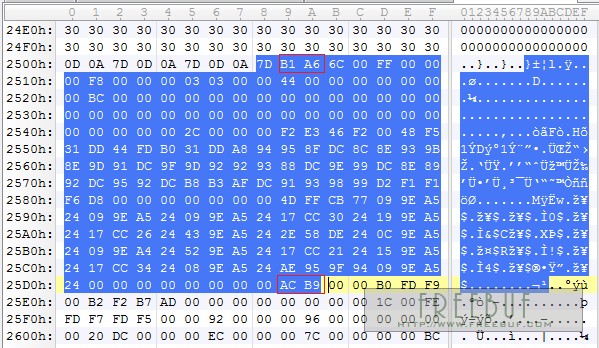 0 1 2 3 4 5 6 7 8 9 A B C D E F 0123456789ABCDEF
24E0h: 30 30 30 30 30 30 30 30 30 30 30 30 30 30 30 30 0000000000000000
24F0h: 30 30 30 30 30 30 30 30 30 30 30 30 30 30 30 30 0000000000000000
2500h: 0D 0A 7D 0D 0A 7D 0D 0A 7D B1 A6 6C 00 FF 00 00 ..}..}..}±¦l.ÿ..
2510h: 00 F8 00 00 00 03 03 00 00 44 00 00 00 00 00 00 .ø.......D......
2520h: 00 BC 00 00 00 00 00 00 00 00 00 00 00 00 00 00 .¼..............
2530h: 00 00 00 00 00 00 00 00 00 00 00 00 00 00 00 00 ................
2540h: 00 00 00 00 2C 00 00 00 F2 E3 46 F2 00 48 F5 ....,...òãFò.Hõ
2550h: 31 DD 44 FD B0 31 DD A8 94 95 8F DC 8C 8E 93 9B 1ÝDý°1Ý¨”•.ÜŒŽ“›
2560h: 8E 9D 91 DC 9F 9D 92 92 93 88 DC 9E 99 DC 8E 89 Ž.‘ÜŸ.’’“ˆÜž™ÜŽ‰
2570h: 92 DC 95 92 DC B8 B3 AF DC 91 93 98 99 D2 F1 F1 ’Ü•’Ü¸³¯Ü‘“˜™Òññ
2580h: F6 D8 00 00 00 00 00 00 4D FF CB 77 09 9E A5 öØ......MÿËw.ž¥
2590h: 24 09 9E A5 24 09 9E A5 24 17 CC 30 24 19 9E A5 $.ž¥$.ž¥$.Ì0$.ž¥
25A0h: 24 17 CC 26 24 43 9E A5 24 2E 58 DE 24 0C 9E A5 $.Ì&$Cž¥$.XÞ$.ž¥
25B0h: 24 09 9E A4 24 52 9E A5 24 17 CC 21 24 15 9E A5 $.ž¤$Rž¥$.Ì!$.ž¥
25C0h: 24 17 CC 34 24 08 9E A5 24 AE 95 9F 94 09 9E A5 $.Ì4$.ž¥$®•Ÿ”.ž¥
25D0h: 24 00 00 00 00 00 00 00 00 AC B9 00 00 B0 FD F9 $........¬¹..°ýù
25E0h: 00 B2 F2 B7 AD 00 00 00 00 00 00 00 1C 00 FE
25F0h: FD F7 FD F5 00 00 92 00 00 00 96 00 00 00
2600h: 00 20 DC 00 00 00 EC 00 00 00 7C 00 00 00 BC
FREEBUF
HTTP://WWW.FREEBUF.COM